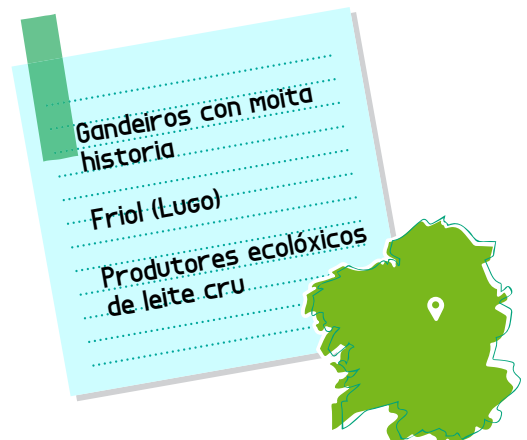 Gandeiros con moita
historia
Friol (Lugo)
Produtores ecolóxicos
de leite cru